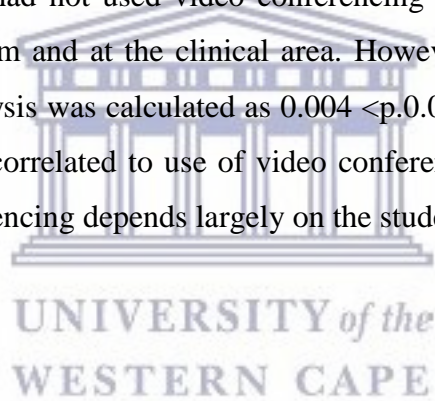 had not used video conferencing
m and at the clinical area. Howev
ysis was calculated as 0.004 <p.0.0
correlated to use of video confere
encing depends largely on the stude
UNIVERSITY of the
WESTERN CAPE